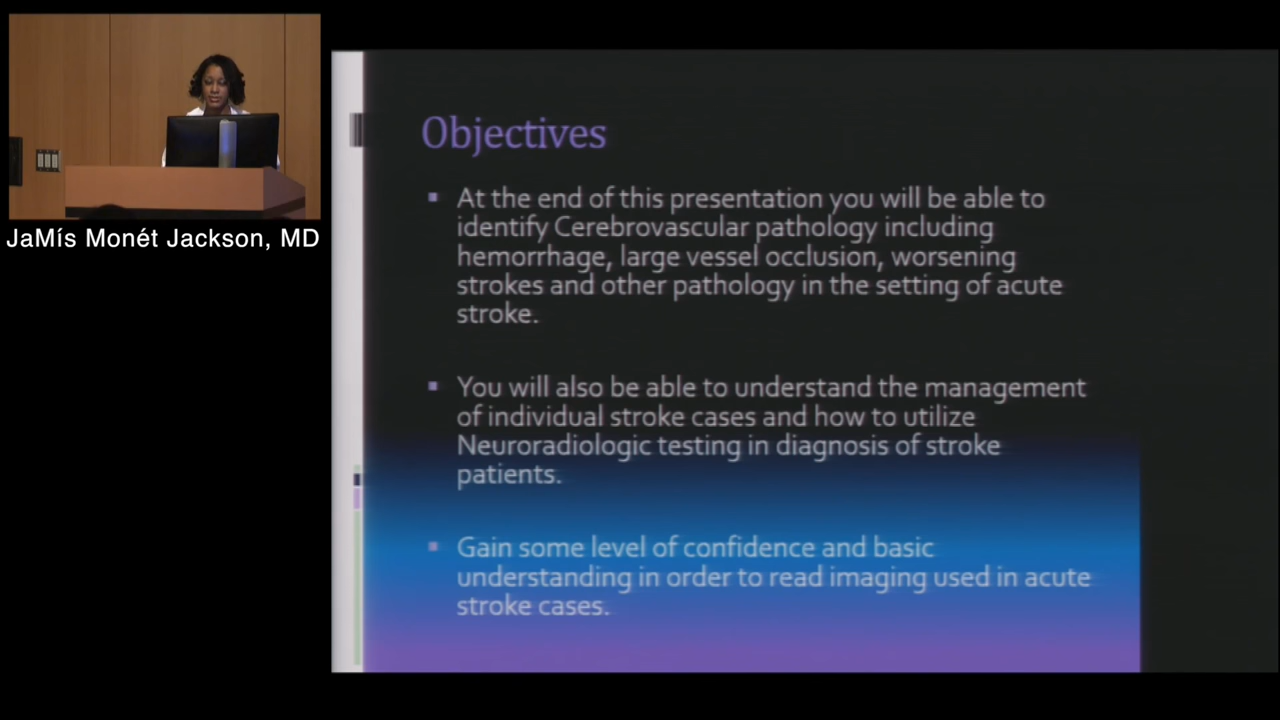 JaMís Monét Jackson, MD
Objectives
At the end of this presentation you will be able to
identify Cerebrovascular pathology including
hemorrhage, large vessel occlusion, worsening
strokes and other pathology in the setting of acute
stroke.
You will also be able to understand the management
of individual stroke cases and how to utilize
Neuroradiologic testing in diagnosis of stroke
patients.
Gain some level of confidence and basic
understanding in order to read imaging used in acute
stroke cases.